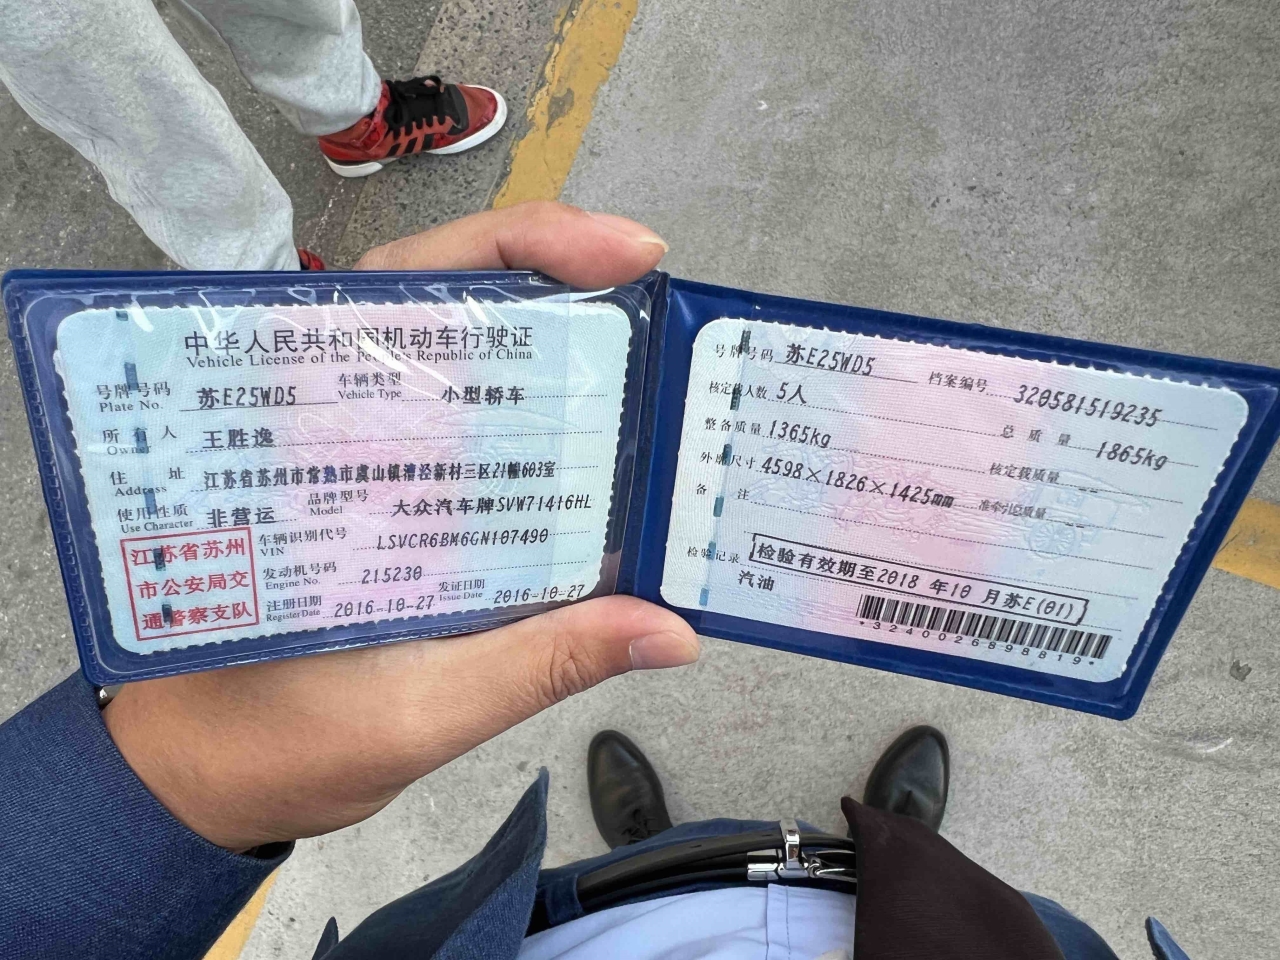 中华人民共和国机动车行驶证
Vehicle License of the People's Republic of China
号牌号码 苏E25WD5 车辆类型 小型轿车
Plate No. Vehicle Type
所有人 王胜逸
Owner
住址 江苏省苏州市常熟市虞山镇漕泾新村三区21幢603室
Address
使用性质 非营运 品牌型号 大众汽车牌SVW71416HL
Use Character Model
江苏省苏州
市公安局交
通警察支队
车辆识别代号 LSVCR6BM6GN107490
VIN
发动机号码 215230
Engine No.
注册日期 2016-10-27 发证日期 2016-10-27
Register Date Issue Date
号牌号码 苏E25WD5 档案编号 320581519235
核定载人数 5人 总质量 1865kg
整备质量 1365kg 核定载质量 --
外廓尺寸 4598×1826×1425mm 准牵引总质量 --
备注
检验记录 检验有效期至2018年10月苏E(01)
汽油
*3240026898819*